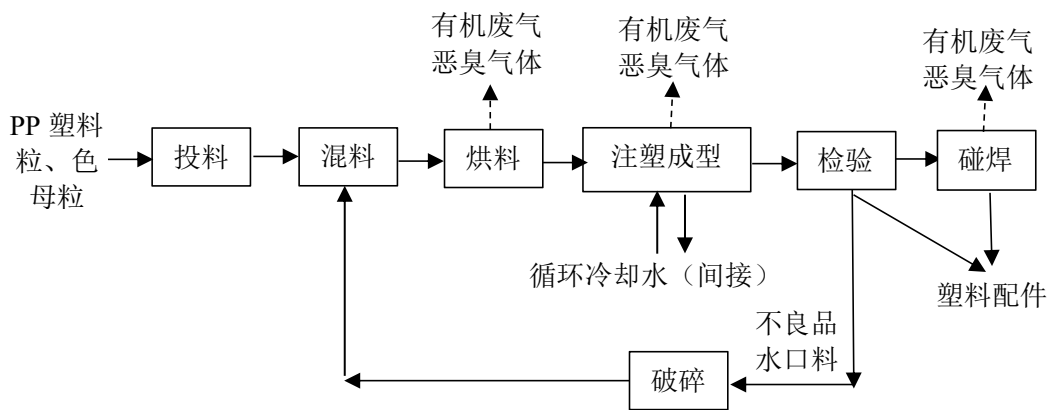 有机废气
恶臭气体
有机废气
恶臭气体
有机废气
恶臭气体
PP 塑料
粒、色
母粒
投料
混料
烘料
注塑成型
检验
碰焊
循环冷却水（间接）
塑料配件
不良品
水口料
破碎